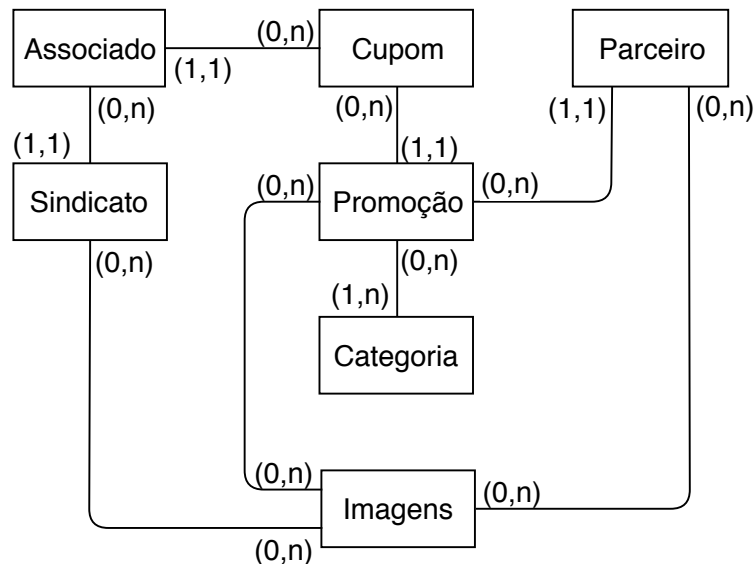 Associado
(0,n)
Cupom
Parceiro
(1,1)
(0,n)
(0,n)
(1,1)
(0,n)
(1,1)
(1,1)
Sindicato
(0,n)
Promoção
(0,n)
(0,n)
(0,n)
(1,n)
Categoria
(0,n)
Imagens
(0,n)
(0,n)